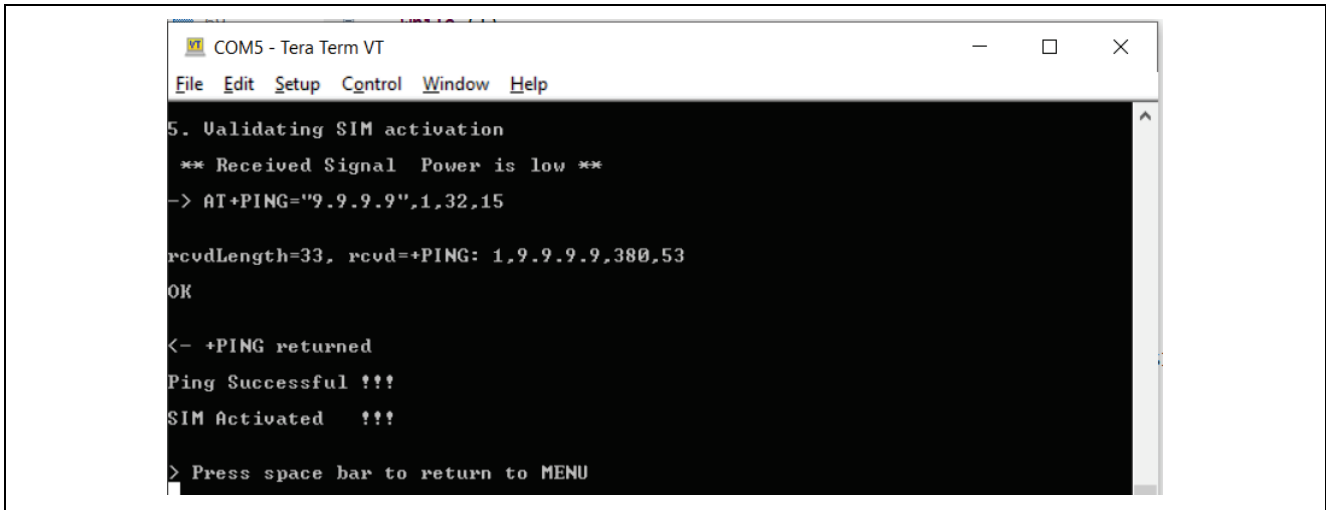 COM5 - Tera Term VT
File Edit Setup Control Window Help
5. Validating SIM activation
** Received Signal  Power is low **
-> AT+PING="9.9.9.9",1,32,15
rcvdLength=33, rcvd=+PING: 1,9.9.9.9,380,53
OK
<- +PING returned
Ping Successful !!!
SIM Activated   !!!
> Press space bar to return to MENU